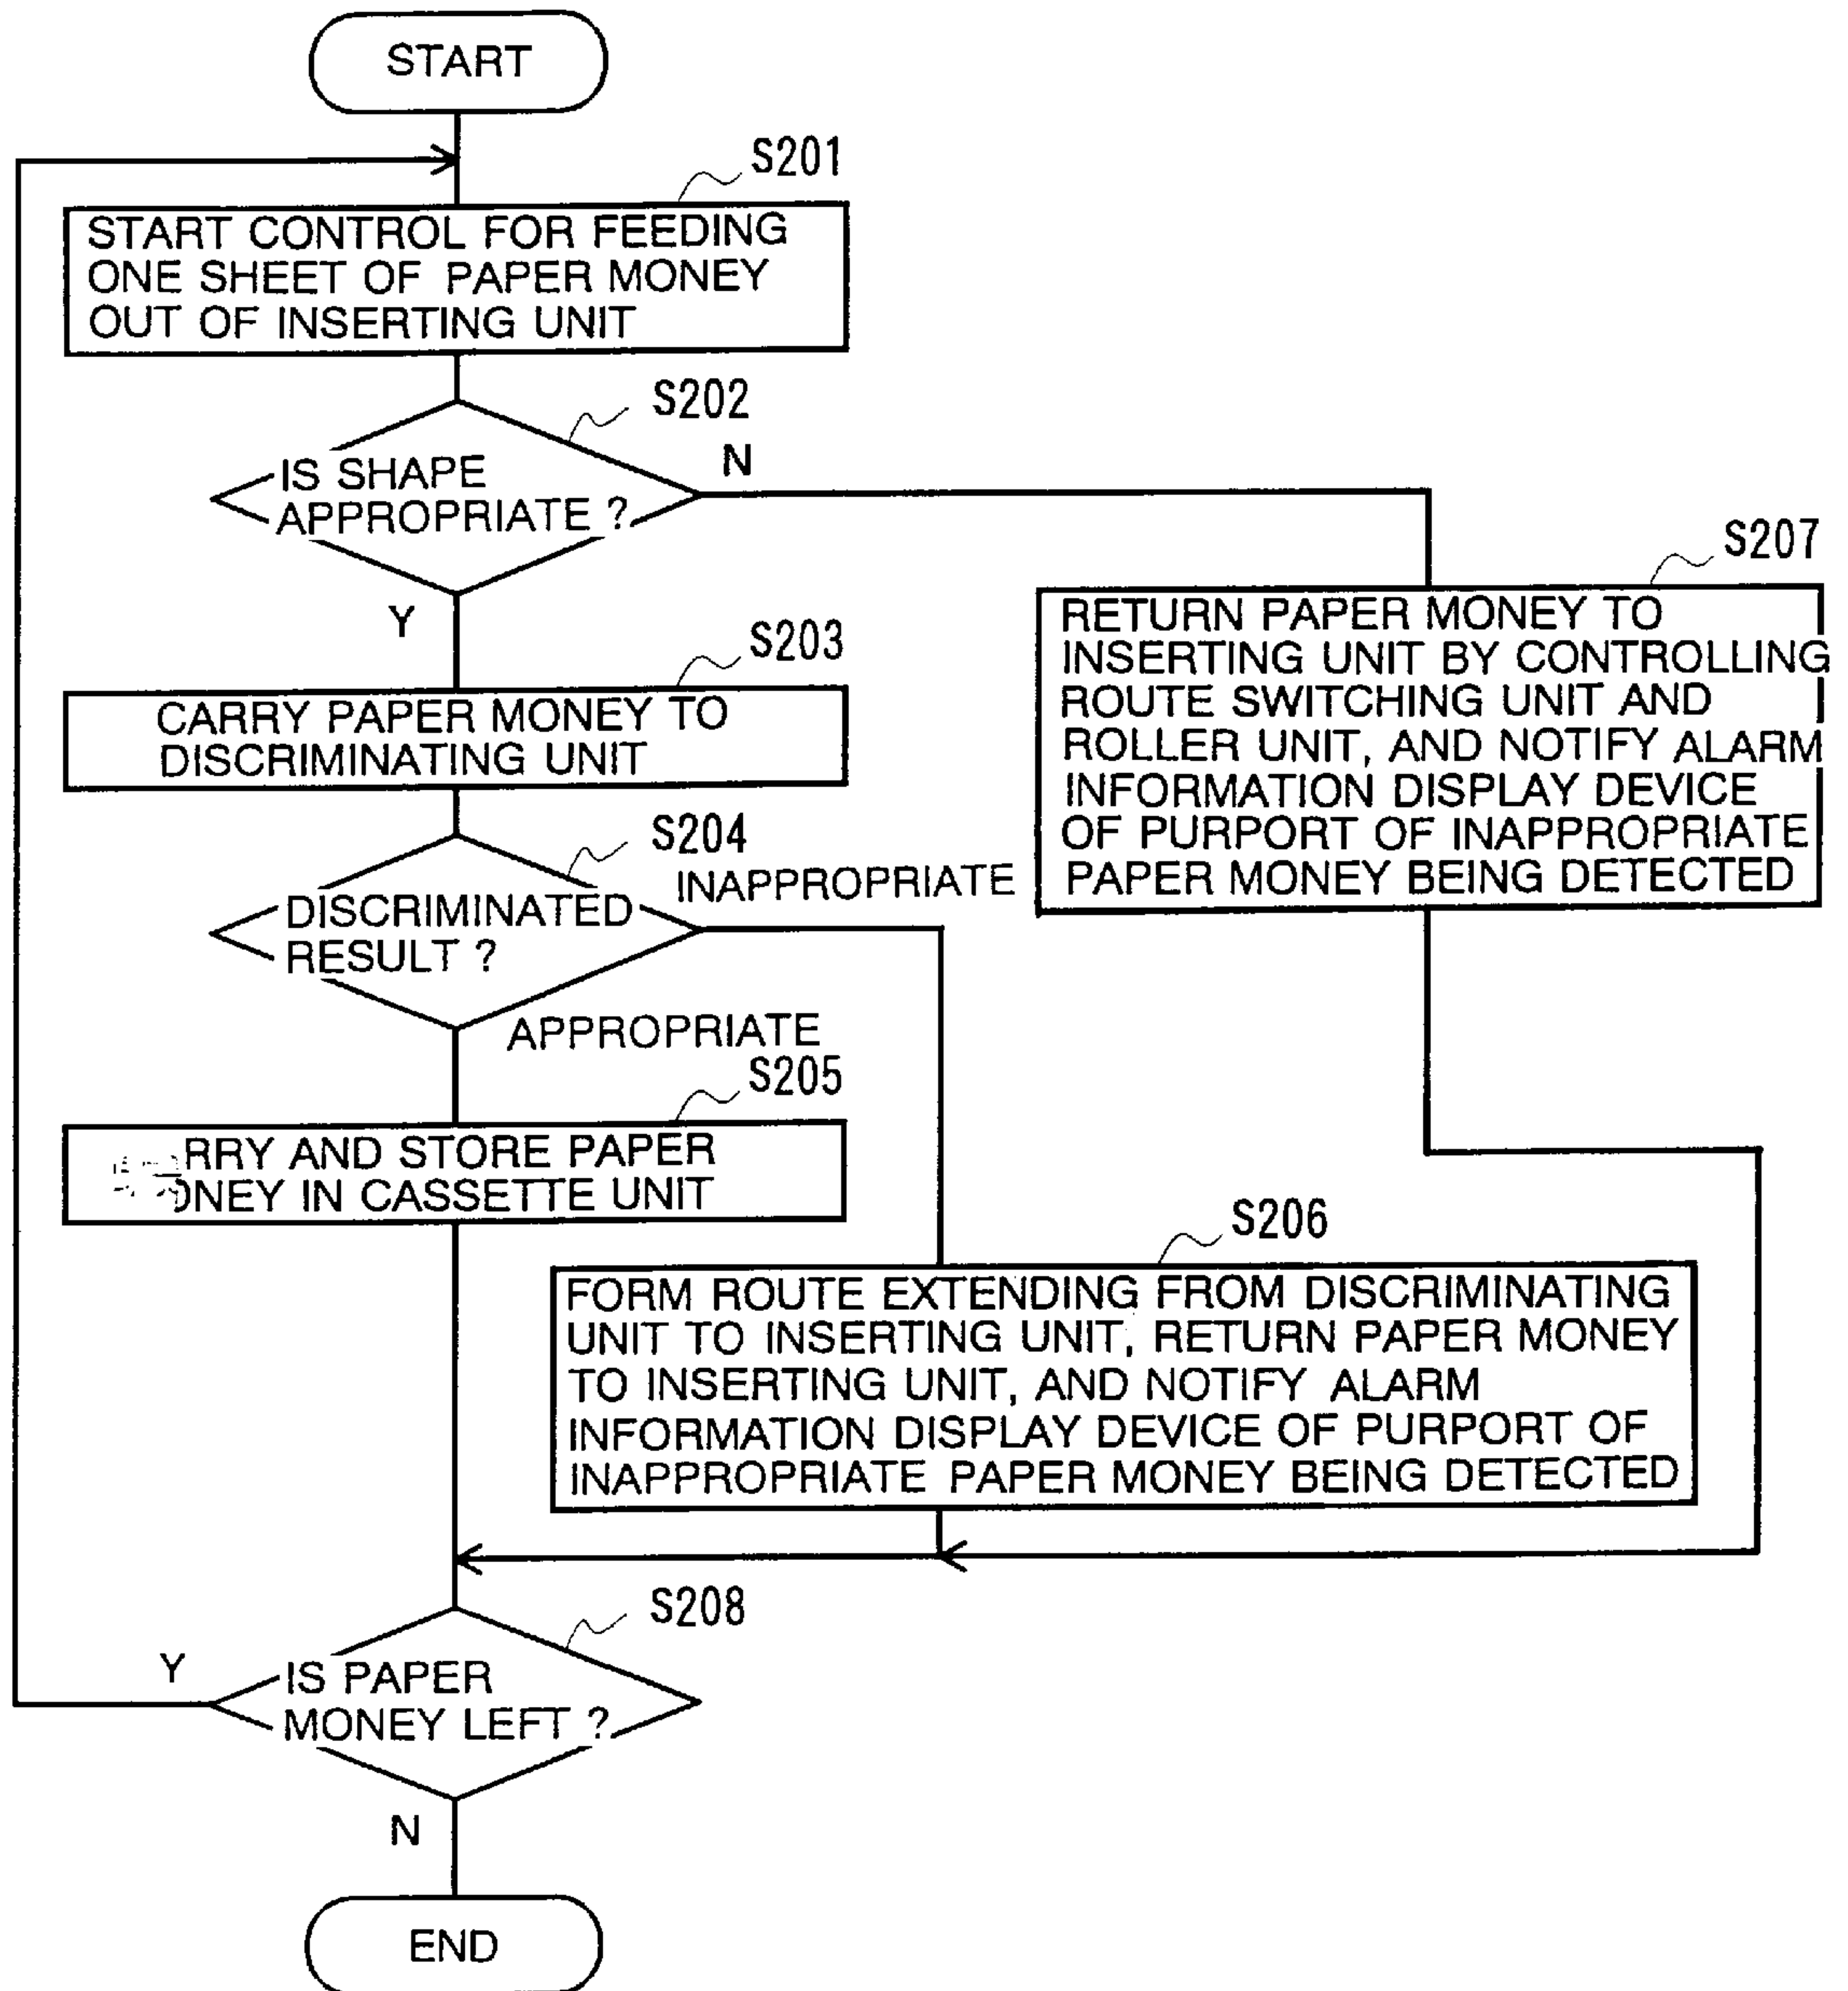 START
S201
START CONTROL FOR FEEDING
ONE SHEET OF PAPER MONEY
OUT OF INSERTING UNIT
S202
IS SHAPE
APPROPRIATE ?
N
Y
S207
RETURN PAPER MONEY TO
INSERTING UNIT BY CONTROLLING
ROUTE SWITCHING UNIT AND
ROLLER UNIT, AND NOTIFY ALARM
INFORMATION DISPLAY DEVICE
OF PURPORT OF INAPPROPRIATE
PAPER MONEY BEING DETECTED
S203
CARRY PAPER MONEY TO
DISCRIMINATING UNIT
S204
INAPPROPRIATE
DISCRIMINATED
RESULT ?
APPROPRIATE
S205
AND STORE PAPER
IN CASSETTE UNIT
S206
FORM ROUTE EXTENDING FROM DISCRIMINATING
UNIT TO INSERTING UNIT, RETURN PAPER MONEY
TO INSERTING UNIT, AND NOTIFY ALARM
INFORMATION DISPLAY DEVICE OF PURPORT OF
INAPPROPRIATE PAPER MONEY BEING DETECTED
S208
Y
IS PAPER
MONEY LEFT ?
N
END